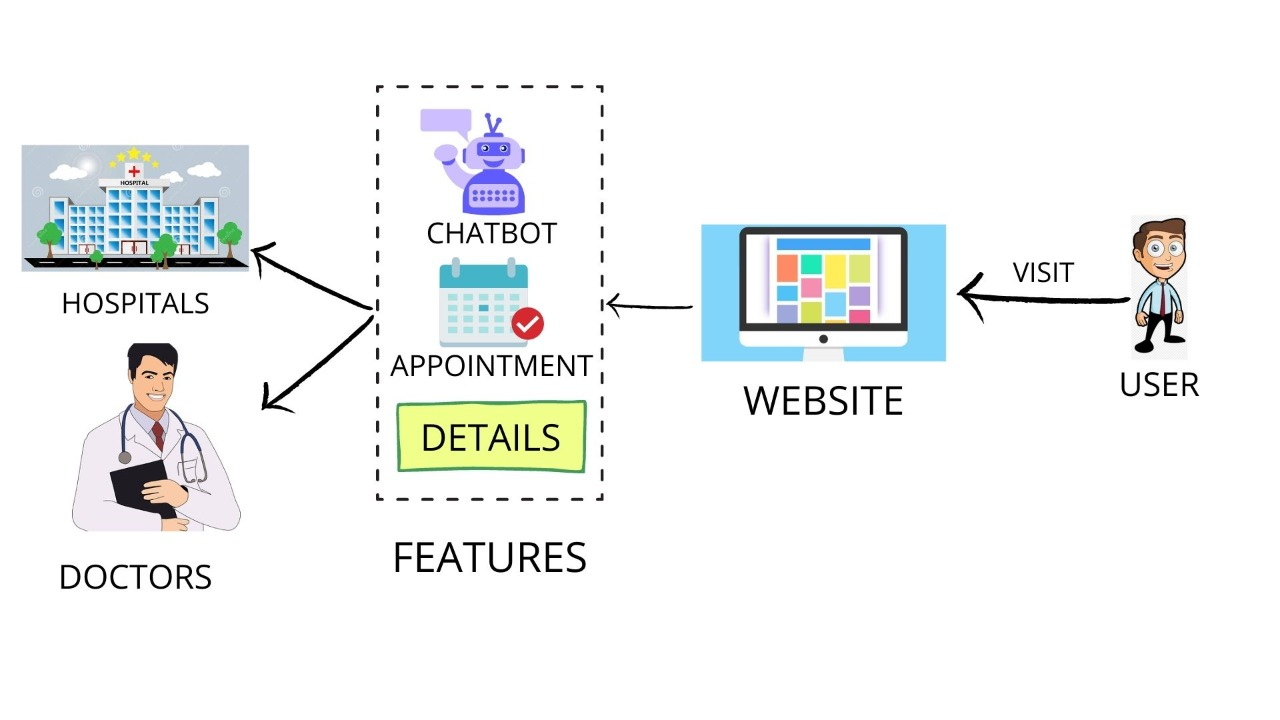 HOSPITAL
HOSPITALS
DOCTORS
CHATBOT
APPOINTMENT
DETAILS
FEATURES
WEBSITE
VISIT
USER